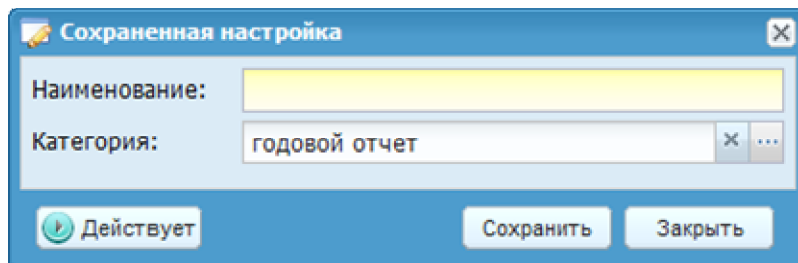 Сохраненная настройка
Наименование:
Категория: годовой отчет
Действует Сохранить Закрыть